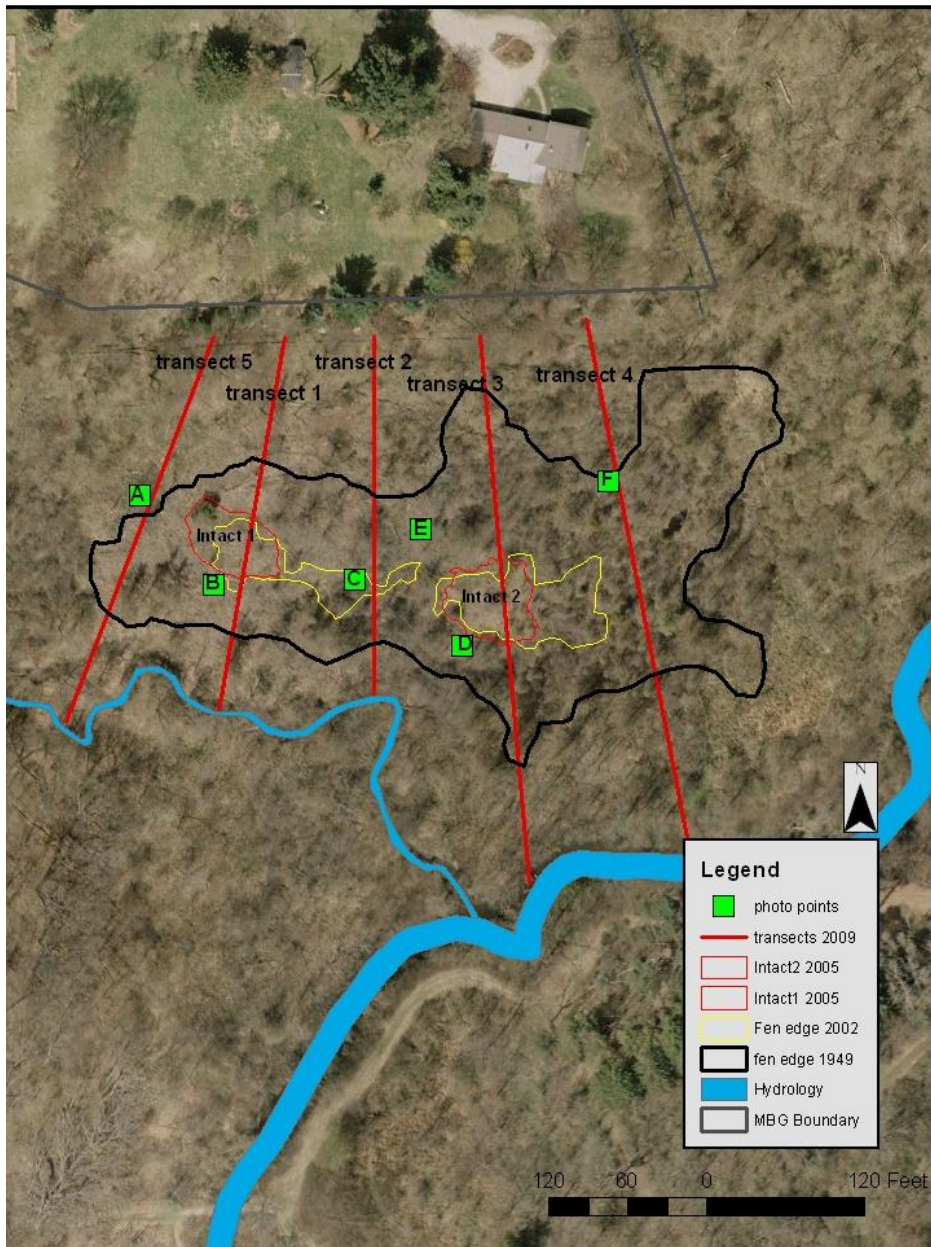 transect 5
transect 2
transect 1
transect 3
transect 4
A
F
E
Intact 1
B
C
Intact 2
D
N
Legend
photo points
transects 2009
Intact2 2005
Intact1 2005
Fen edge 2002
fen edge 1949
Hydrology
MBG Boundary
120 60 0 120 Feet